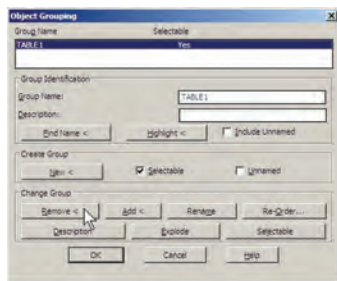 Object Grouping
Group Name Selectable
TABLE1 Yes
Group Identification
Group Name: TABLE1
Description:
Find Name < Highlight < Include Unnamed
Create Group
New < Selectable Unnamed
Change Group
Remove < Add < Rename Re-Order...
Description Explode Selectable
OK Cancel Help